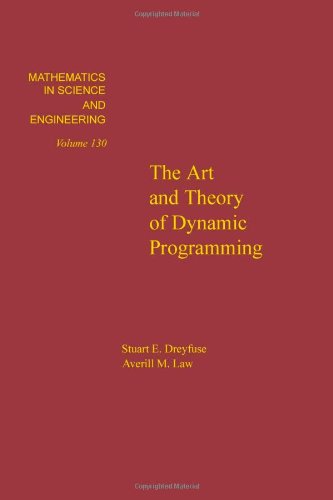 MATHEMATICS
IN SCIENCE
AND
ENGINEERING
Volume 130
The Art
and Theory
of Dynamic
Programming
Stuart E. Dreyfuse
Averill M. Law